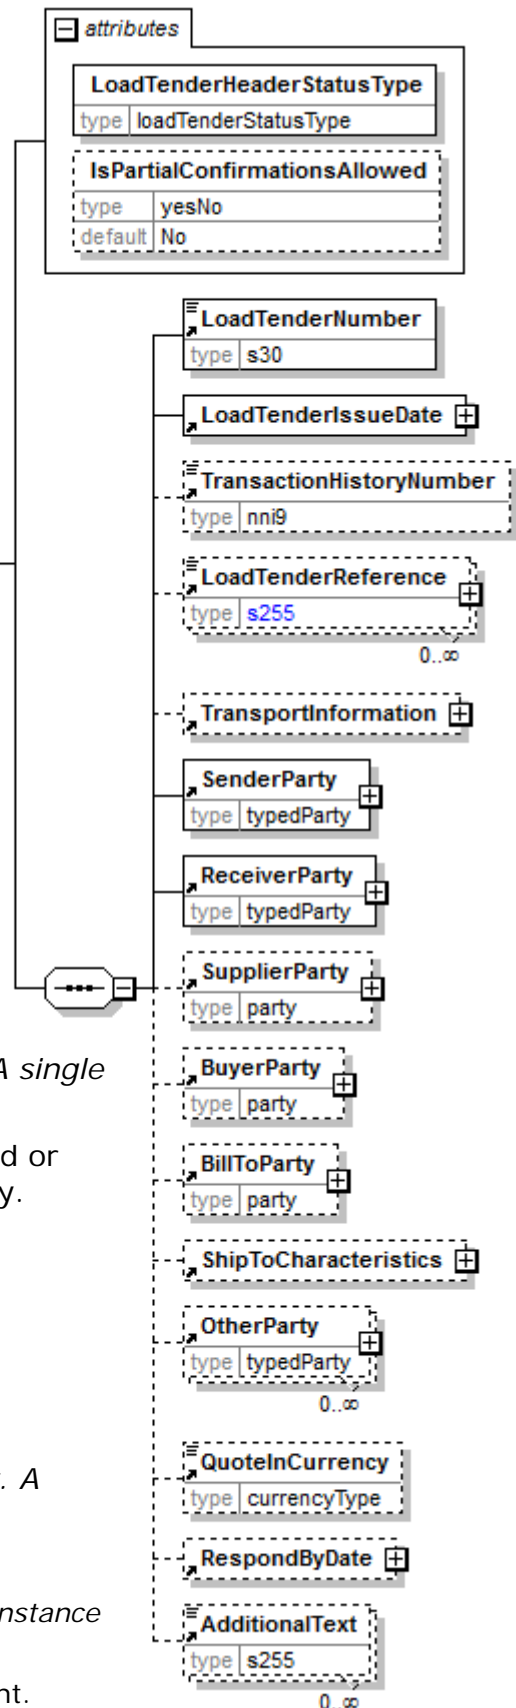 attributes
LoadTenderHeaderStatusType
type loadTenderStatusType
IsPartialConfirmationsAllowed
type yesNo
default No
LoadTenderNumber
type s30
LoadTenderIssueDate
TransactionHistoryNumber
type nni9
LoadTenderReference
type s255
0..∞
TransportInformation
SenderParty
type typedParty
ReceiverParty
type typedParty
SupplierParty
type party
A single
BuyerParty
type party
d or
BillToParty
type party
y.
ShipToCharacteristics
OtherParty
type typedParty
0..∞
QuoteInCurrency
. A
type currencyType
RespondByDate
nstance
AdditionalText
type s255
nt.
0..∞